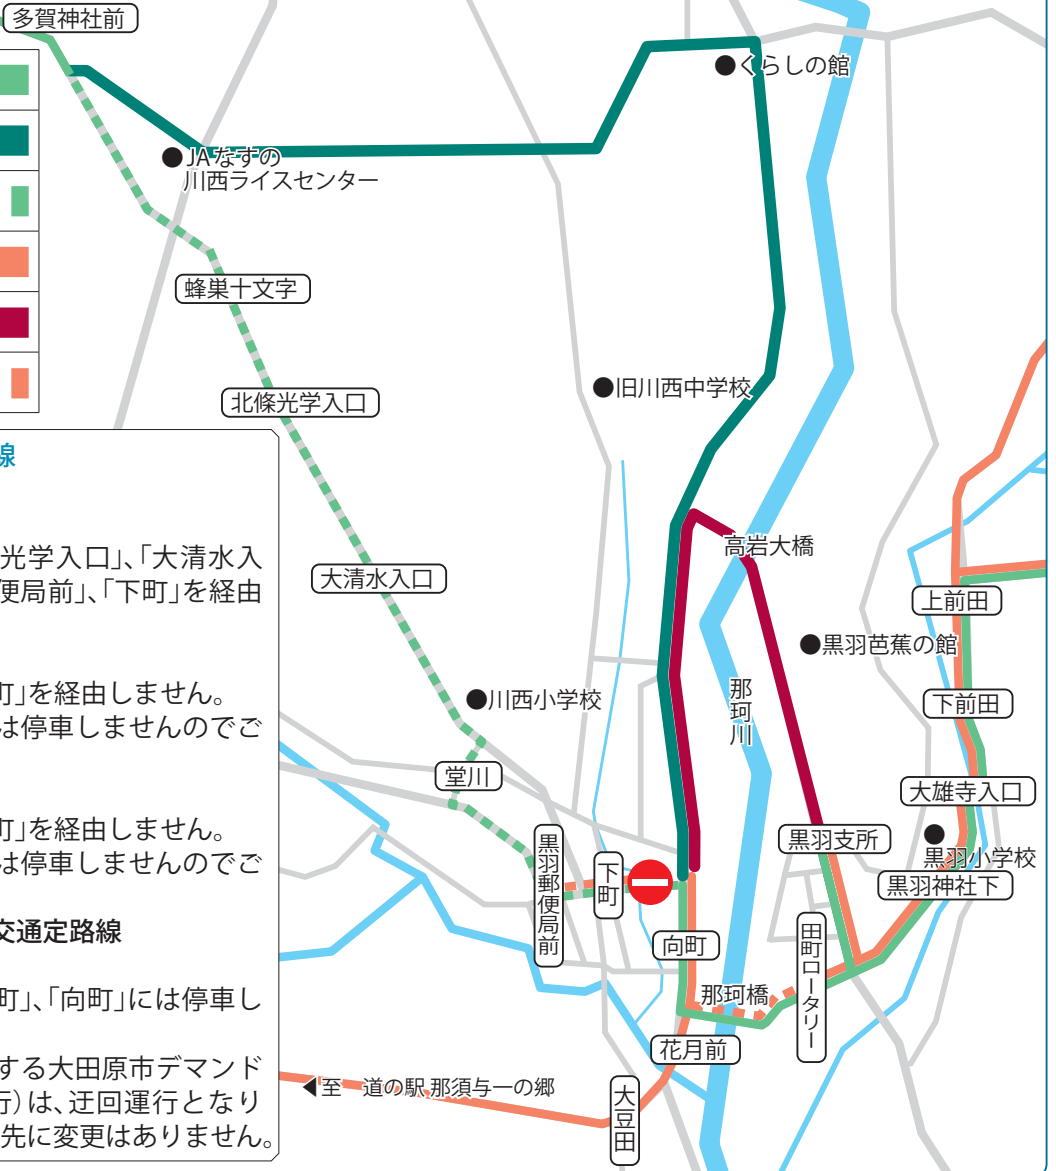 多賀神社前
くらしの館
JAなすの
川西ライスセンター
蜂巣十文字
旧川西中学校
北條光学入口
線
高岩大橋
光学入口」、「大清水入
大清水入口
便局前」、「下町」を経由
上前田
黒羽芭蕉の館
町」を経由しません。
川西小学校
那珂川
下前田
は停車しませんのでご
堂川
大雄寺入口
町」を経由しません。
黒羽支所
は停車しませんのでご
黒羽郵便局前
下町
黒羽小学校
黒羽神社下
交通定路線
向町
田町ロータリー
町」、「向町」には停車し
那珂橋
花月前
する大田原市デマンド
◀至 道の駅 那須与一の郷
行)は、迂回運行となり
大豆田
先に変更はありません。